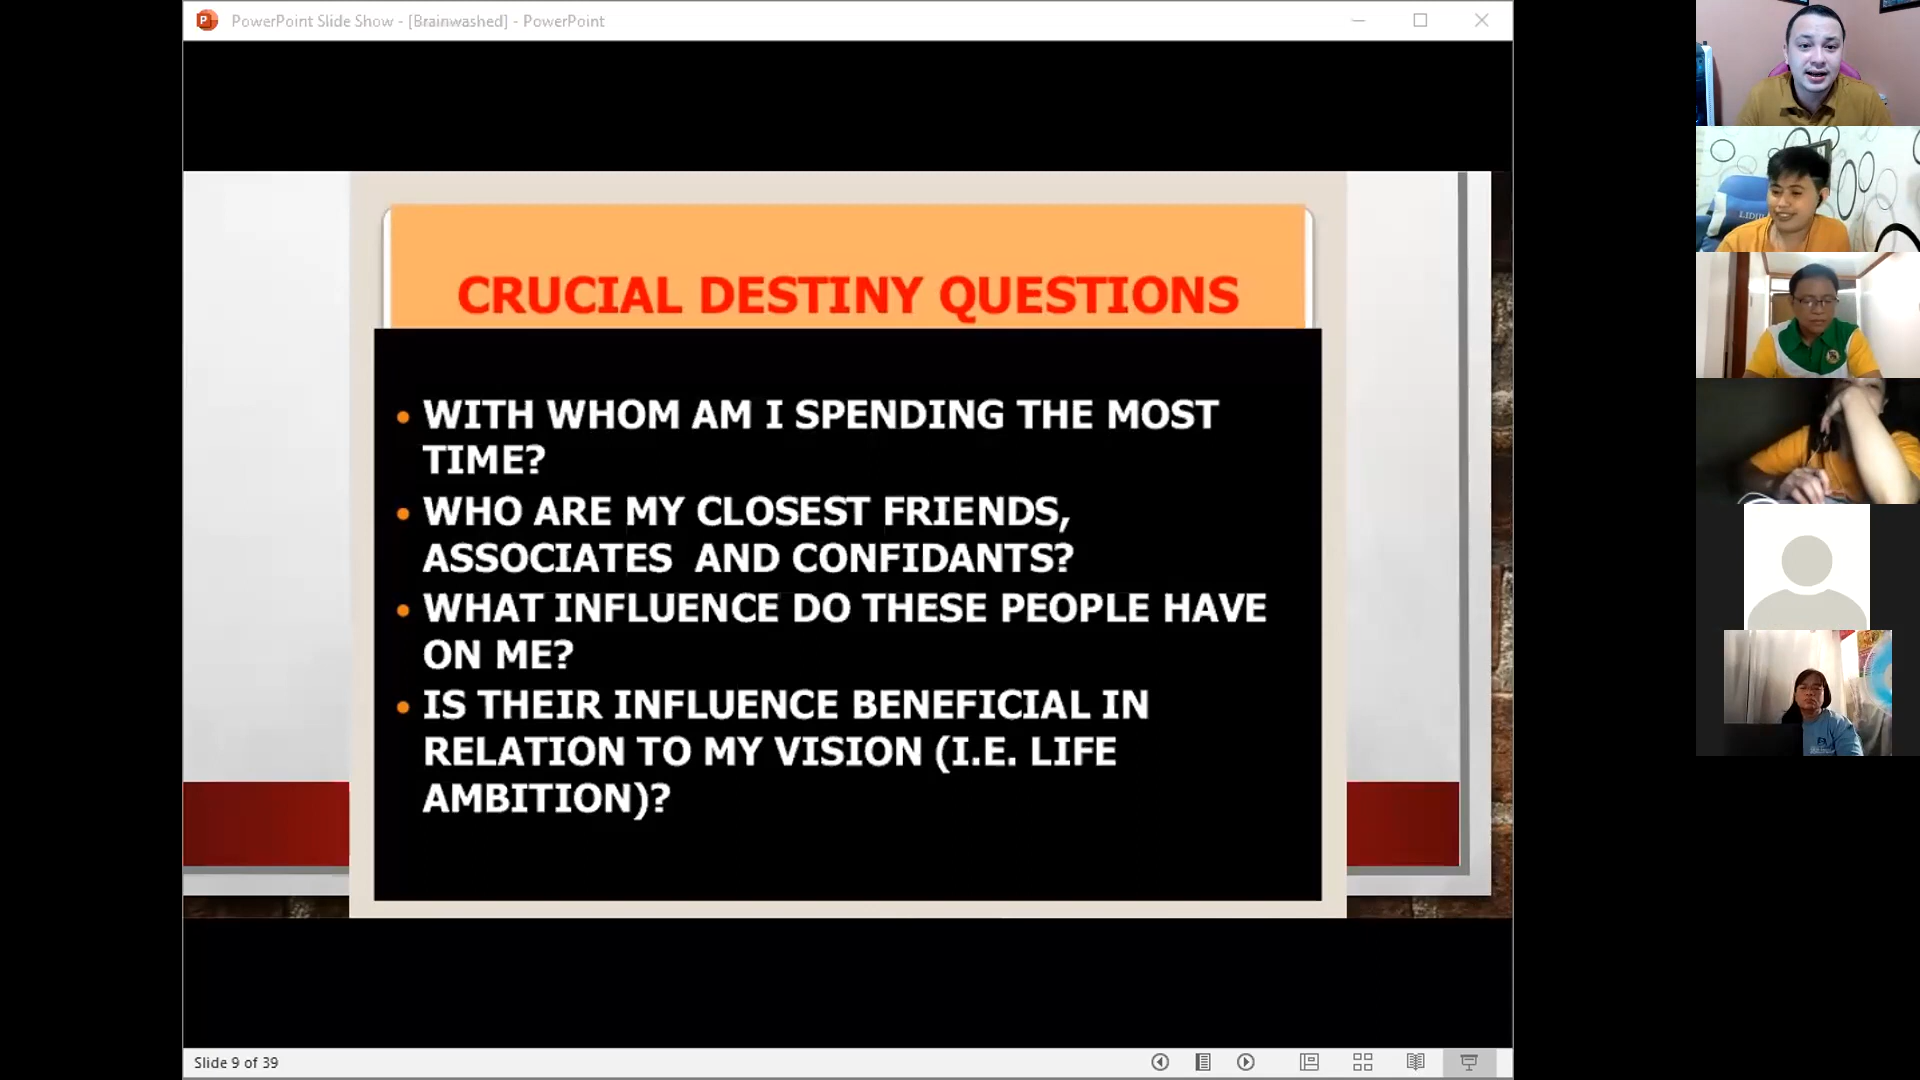 PowerPoint Slide Show - [Brainwashed] - PowerPoint
CRUCIAL DESTINY QUESTIONS
• WITH WHOM AM I SPENDING THE MOST
TIME?
• WHO ARE MY CLOSEST FRIENDS,
ASSOCIATES AND CONFIDANTS?
• WHAT INFLUENCE DO THESE PEOPLE HAVE
ON ME?
• IS THEIR INFLUENCE BENEFICIAL IN
RELATION TO MY VISION (I.E. LIFE
AMBITION)?
Slide 9 of 39